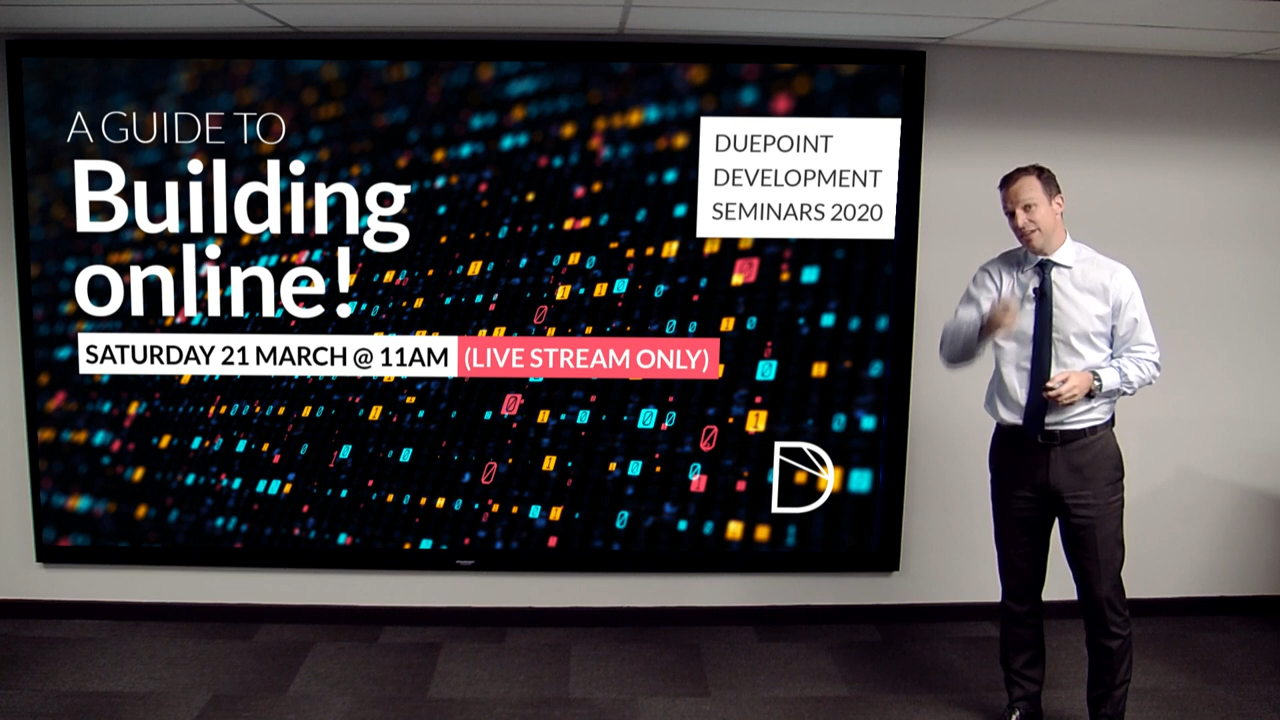 A GUIDE TO
Building
online!
SATURDAY 21 MARCH @ 11AM (LIVE STREAM ONLY)
DUEPOINT
DEVELOPMENT
SEMINARS 2020